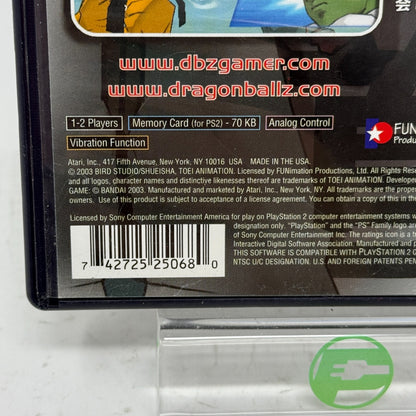 会
www.dbzgamer.com
www.dragonballz.com
1-2 Players Memory Card (for PS2) - 70 KB Analog Control
Vibration Function
FUN
Produ
Atari, Inc., 417 Fifth Avenue, New-York, NY 10016 USA MADE IN THE USA.
© 2003 BIRD STUDIO/SHUEISHA, TOEI ANIMATION. Licensed by FUNimation Productions, Ltd.
and all logos, character names and distinctive likenesses thereof are trademarks of TOEI ANIMATION.
GAME: © BANDAI 2003. Manufactured and marketed by Atari, Inc., New York, NY. All trademarks are the proper
owners. Use of this product is subject to acceptance of a license agreement. You can obtain a copy of this in the
Licensed by Sony Computer Entertainment America for play on PlayStation 2 computer entertainment systems w
designation only. "PlayStation" and the "PS" Family logo are
of Sony Computer Entertainment Inc. The ratings icon is a
Interactive Digital Software Association. Manufactured and
THIS SOFTWARE IS COMPATIBLE WITH PLAYSTATION 2 G
NTSC U/C DESIGNATION. U.S. AND FOREIGN PATENTS PEN
7 42725 25068 0